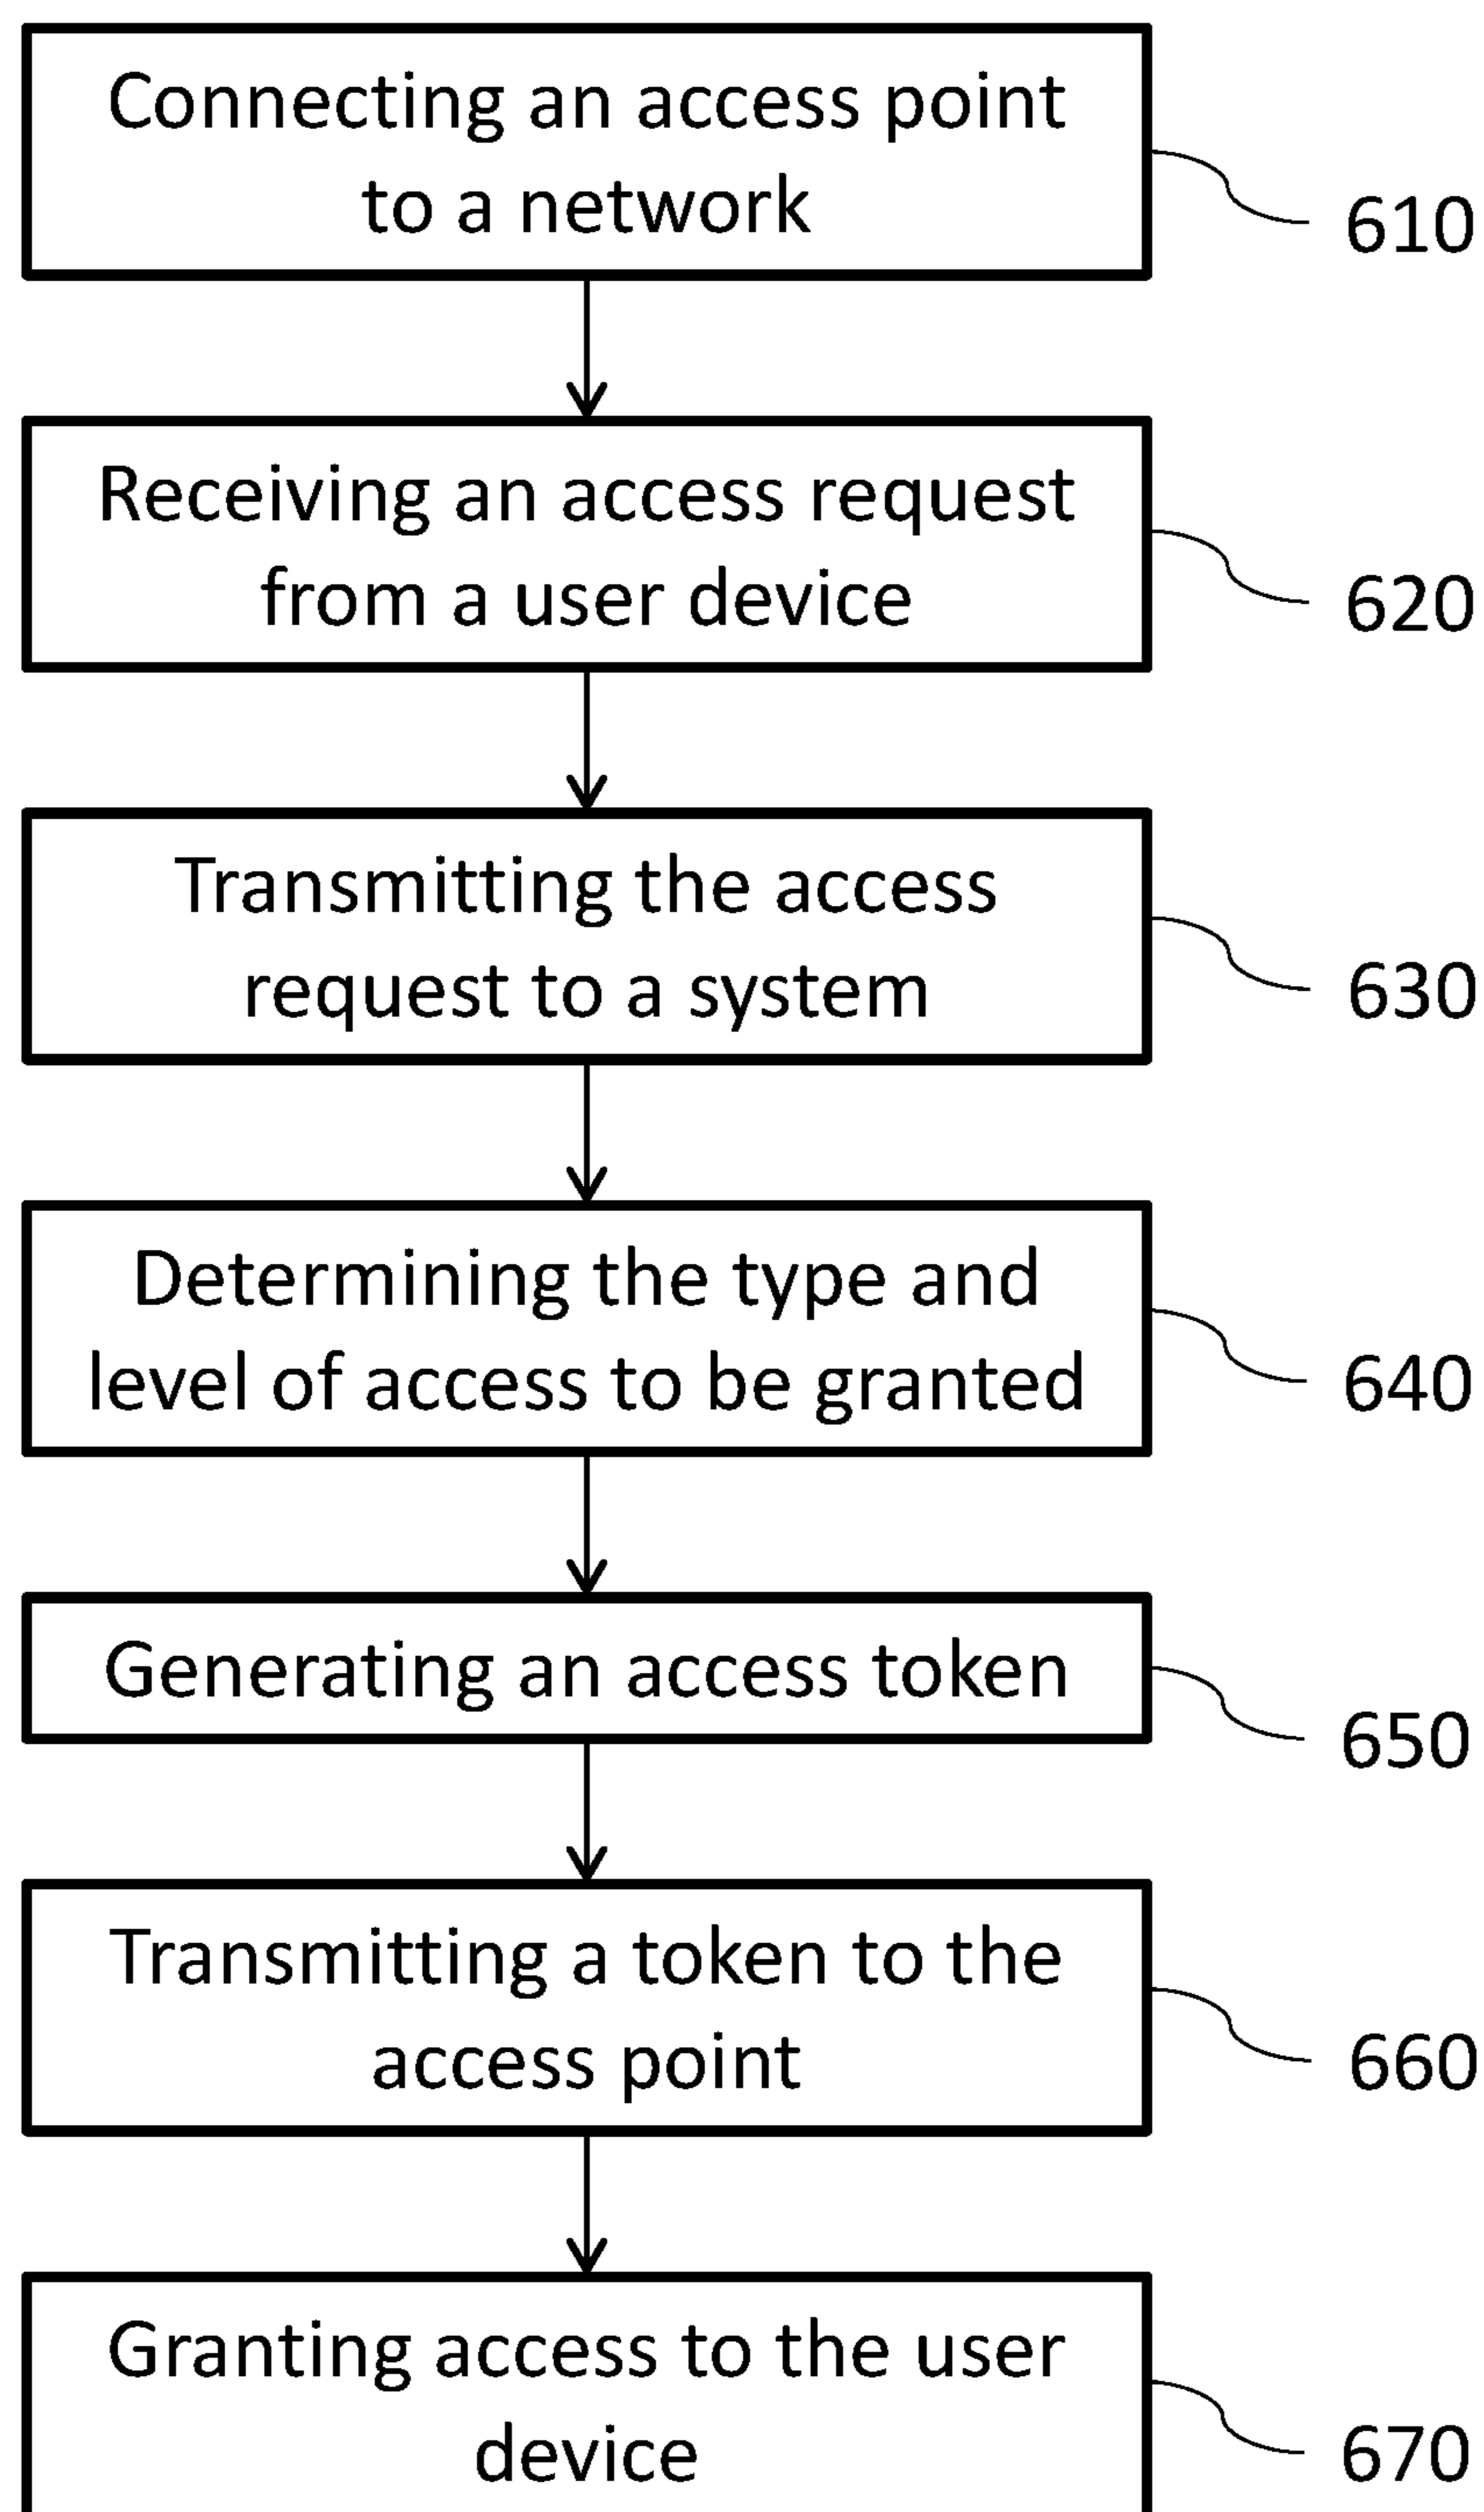 Connecting an access point
to a network
610
Receiving an access request
from a user device
620
Transmitting the access
request to a system
630
Determining the type and
level of access to be granted
640
Generating an access token
650
Transmitting a token to the
access point
660
Granting access to the user
device
670